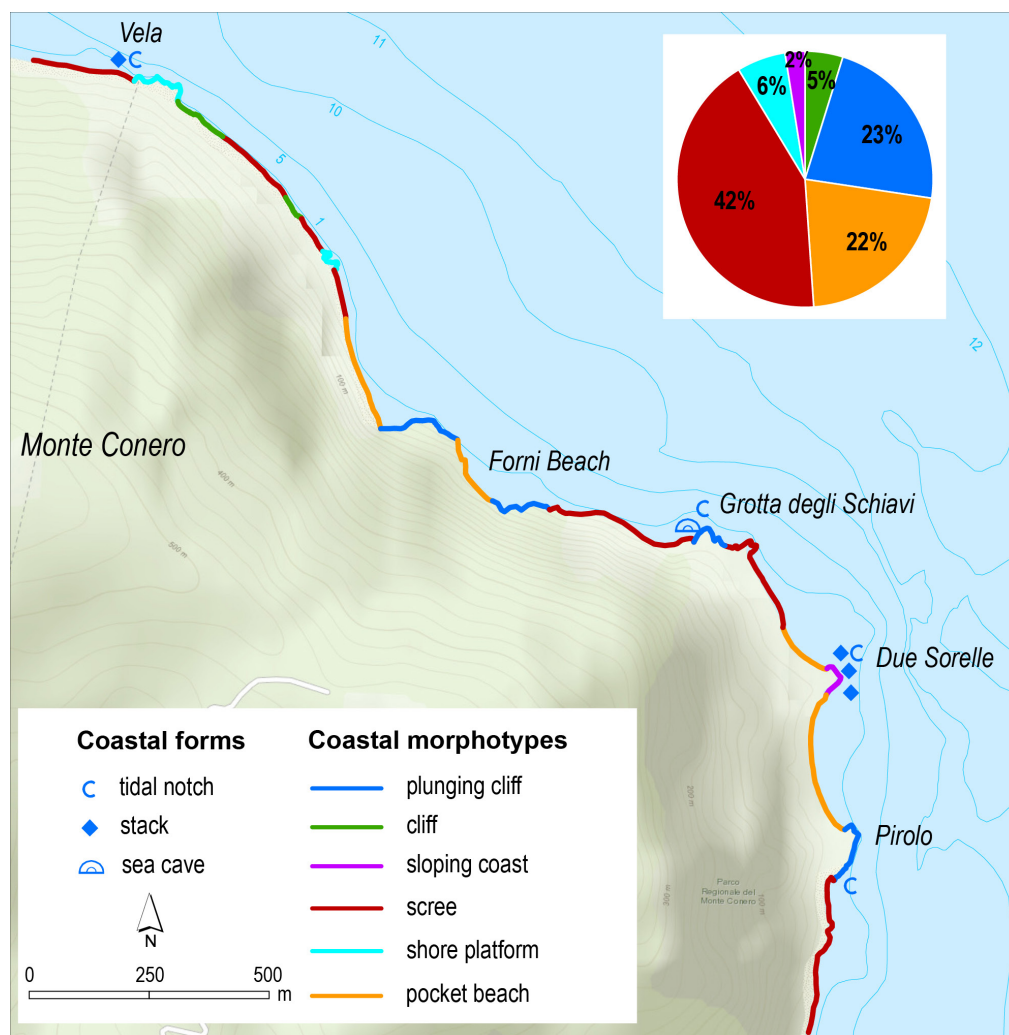 Vela
11
10
5
1
12
2%
5%
6%
23%
42%
22%
100 m
Monte Conero
Forni Beach
400 m
Grotta degli Schiavi
500 m
Due Sorelle
200 m
Pirolo
Parco
Regionale del
Monte Conero
300 m
100 m
Coastal forms
tidal notch
stack
sea cave
N
0 250 500
m
Coastal morphotypes
plunging cliff
cliff
sloping coast
scree
shore platform
pocket beach